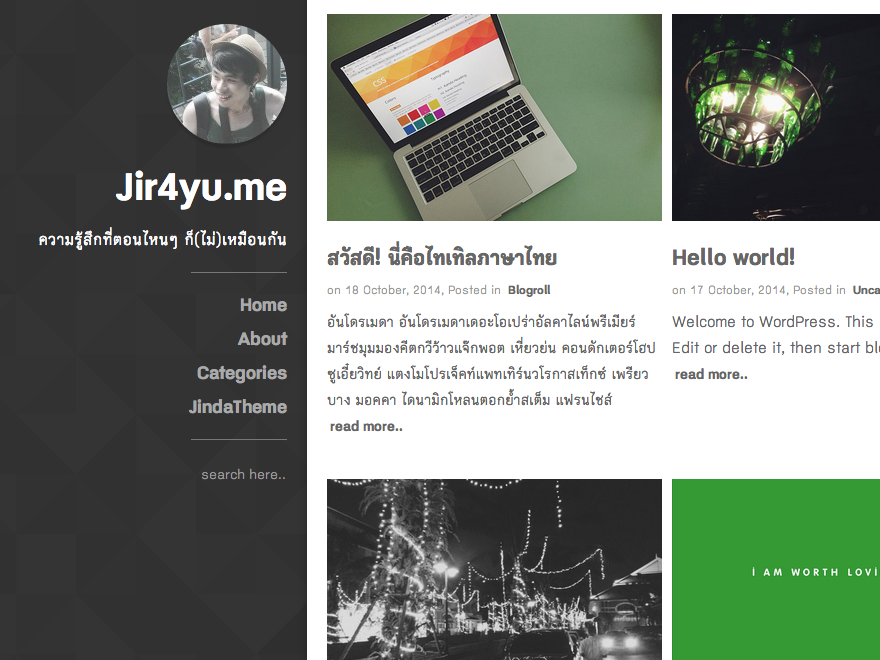 Jir4yu.me
ความรู้สึกที่ตอนไหนๆ ก็(ไม่)เหมือนกัน
Home
About
Categories
JindaTheme
search here..
CSS
Typography
Colors
สวัสดี! นี่คือไทเทิลภาษาไทย
on 18 October, 2014, Posted in Blogroll
อันโดรเมดา อันโดรเมดาเดอะโอเปร่าอัลคาไลน์พรีเมียร์
มาร์ชมุมมองคีตกวีว้าวแจ็กพอต เหี่ยวย่น คอนดักเตอร์โฮป
ซูเอี๋ยวิทย์ แตงโมโปรเจ็คท์แพทเทิร์นวโรกาสเท็กซ์ เพรียว
บาง มอคคา ไดนามิกโหลนตอกย้ำสเต็ม แฟรนไชส์
read more..
Hello world!
on 17 October, 2014, Posted in Unca
Welcome to WordPress. This
Edit or delete it, then start bl
read more..
I AM WORTH LOVI